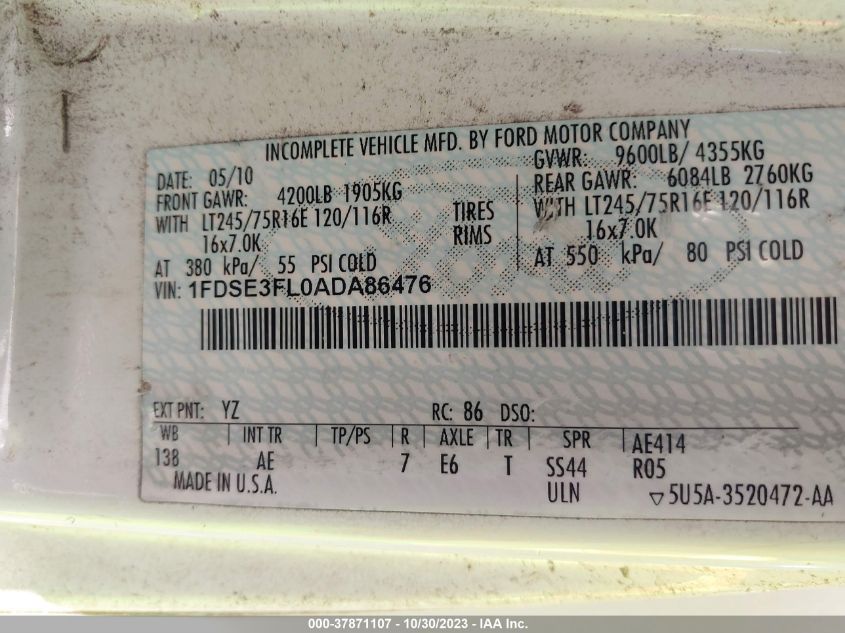 INCOMPLETE VEHICLE MFD. BY FORD MOTOR COMPANY
DATE: 05/10 GVWR: 9600LB/ 4355KG
FRONT GAWR: 4200LB 1905KG REAR GAWR: 6084LB 2760KG
WITH LT245/75R16E 120/116R TIRES WITH LT245/75R16E 120/116R
16x7.0K RIMS 16x7.0K
AT 380 kPa/ 55 PSI COLD AT 550 kPa/ 80 PSI COLD
VIN: 1FDSE3FL0ADA86476
EXT PNT: YZ RC: 86 DSO:
WB INT TR TP/PS R AXLE TR SPR AE414
138 AE 7 E6 T SS44 R05
MADE IN U.S.A. ULN ▽5U5A-3520472-AA
000-37871107 - 10/30/2023 - IAA Inc.